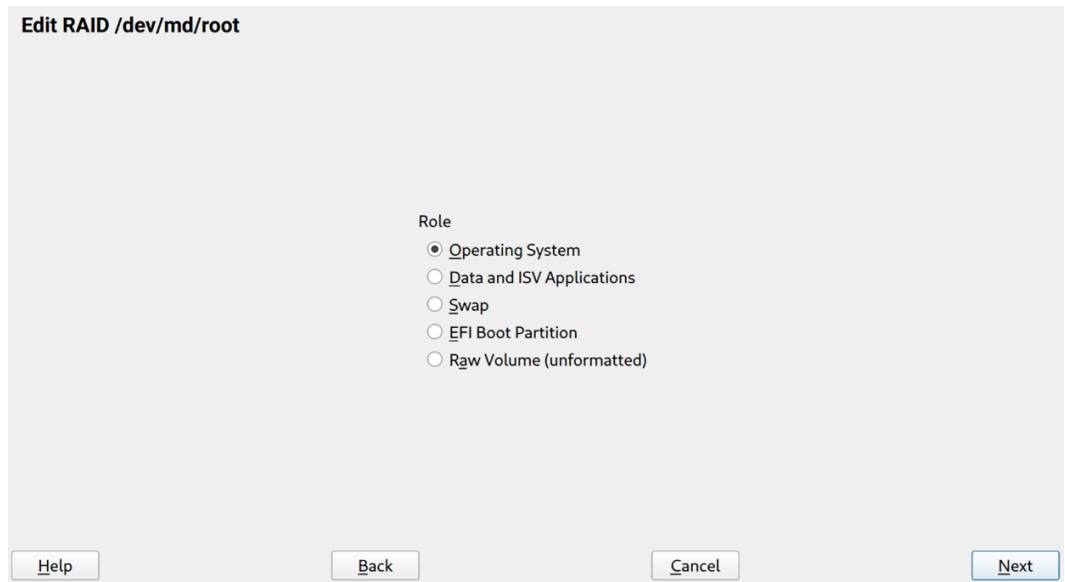 Edit RAID /dev/md/root
Role
Operating System
Data and ISV Applications
Swap
EFI Boot Partition
Raw Volume (unformatted)
Help Back Cancel Next